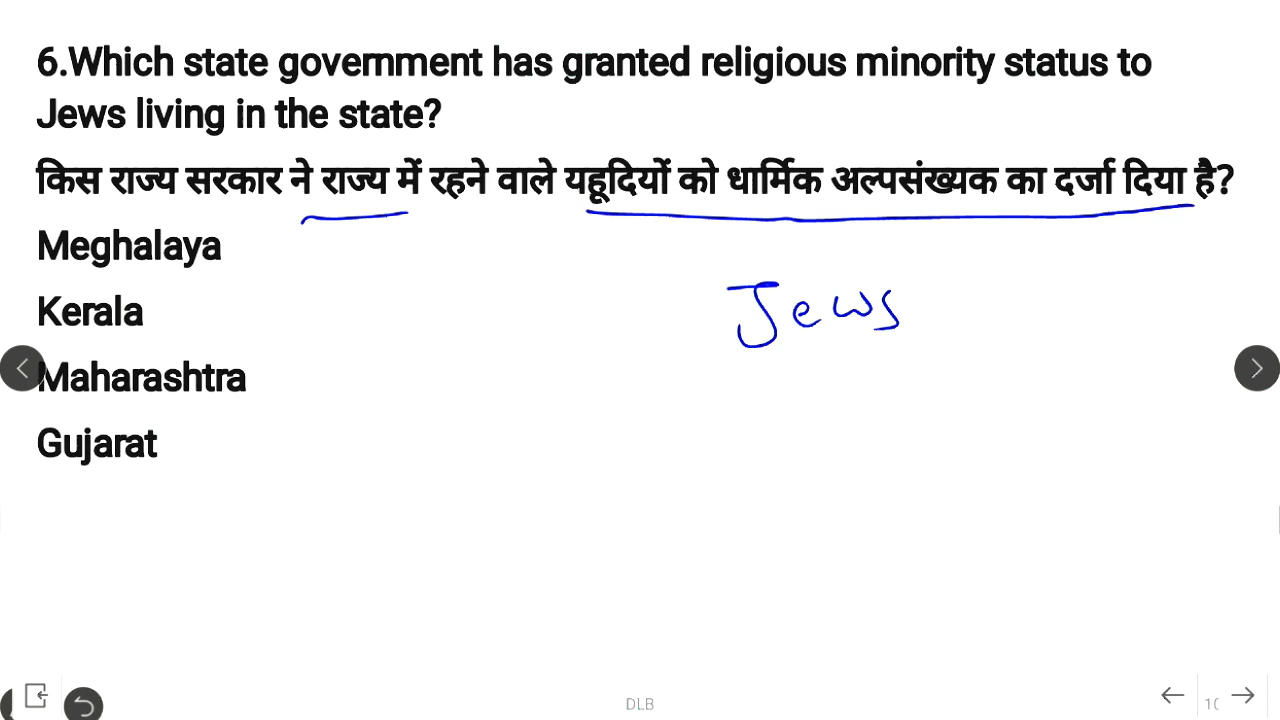 6.Which state government has granted religious minority status to
Jews living in the state?
किस राज्य सरकार ने राज्य में रहने वाले यहूदियों को धार्मिक अल्पसंख्यक का दर्जा दिया है?
Meghalaya
Jews
Kerala
Maharashtra
Gujarat
DLB